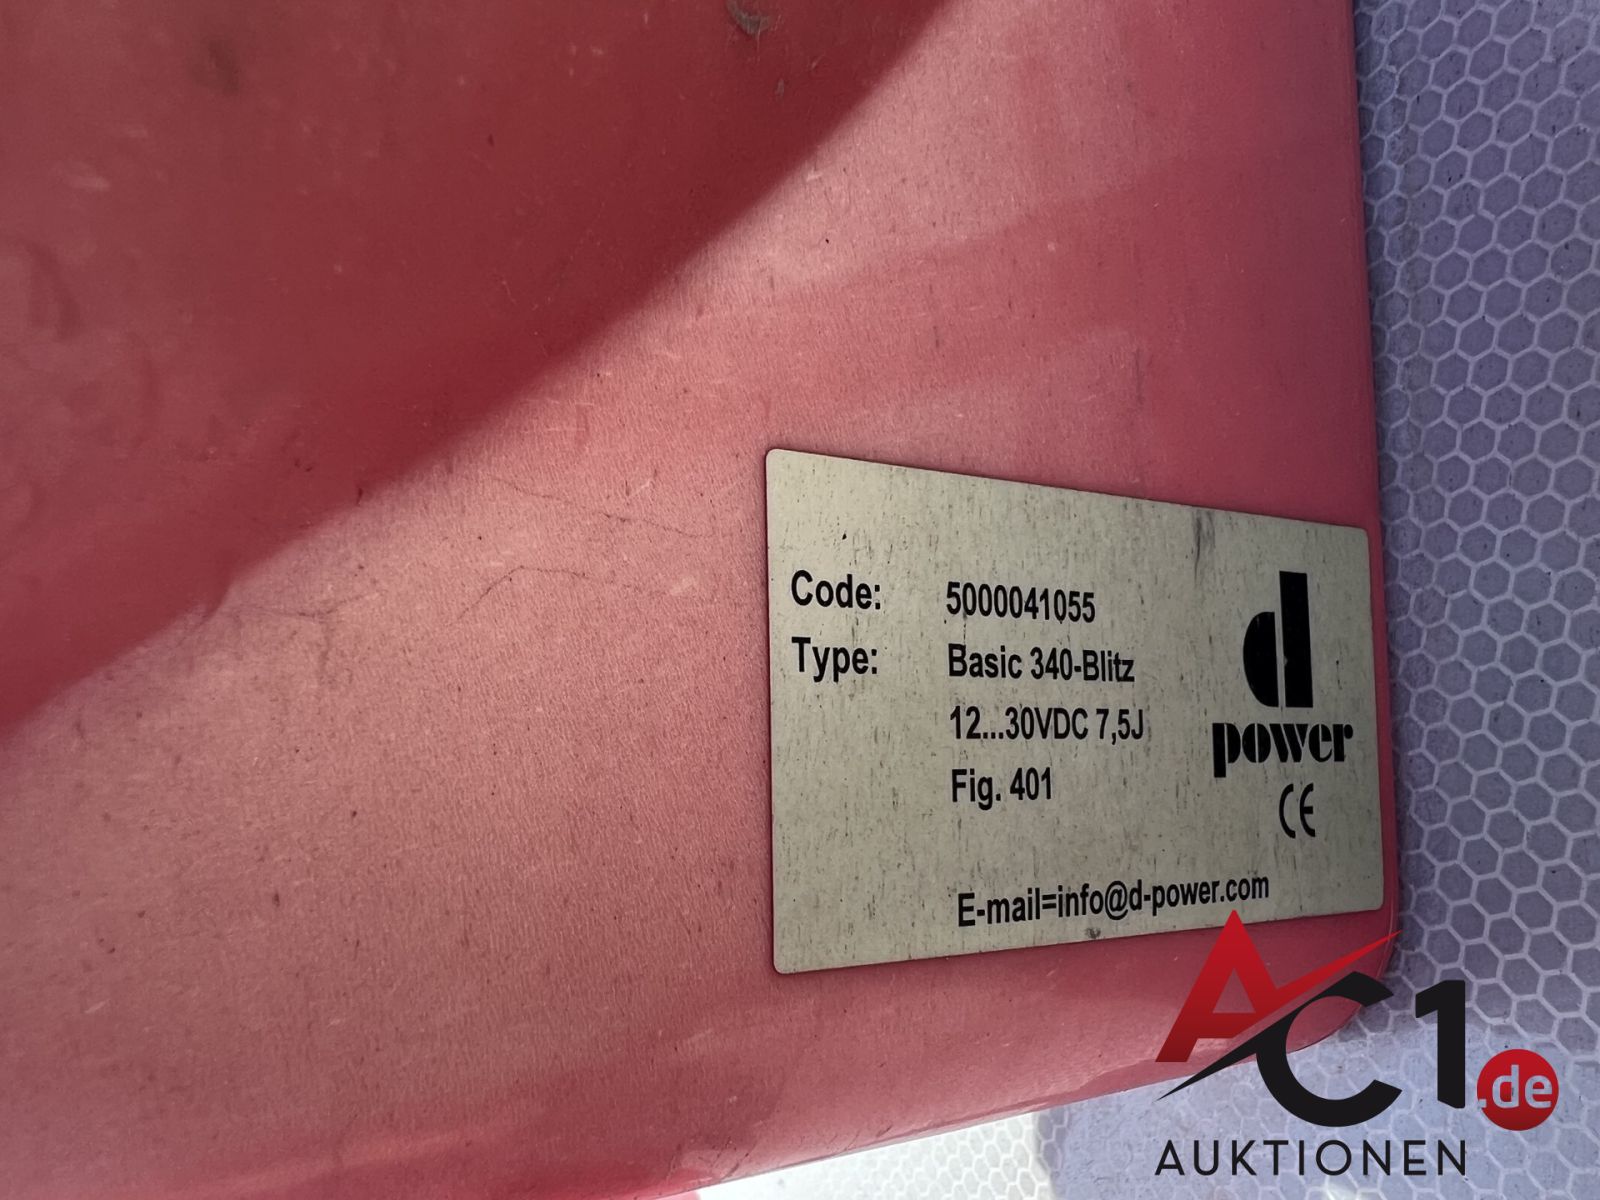 Code: 5000041055
Type: Basic 340-Blitz
12...30VDC 7,5J
Fig. 401
d
power
CE
E-mail=info@d-power.com
AC1.de
AUKTIONEN